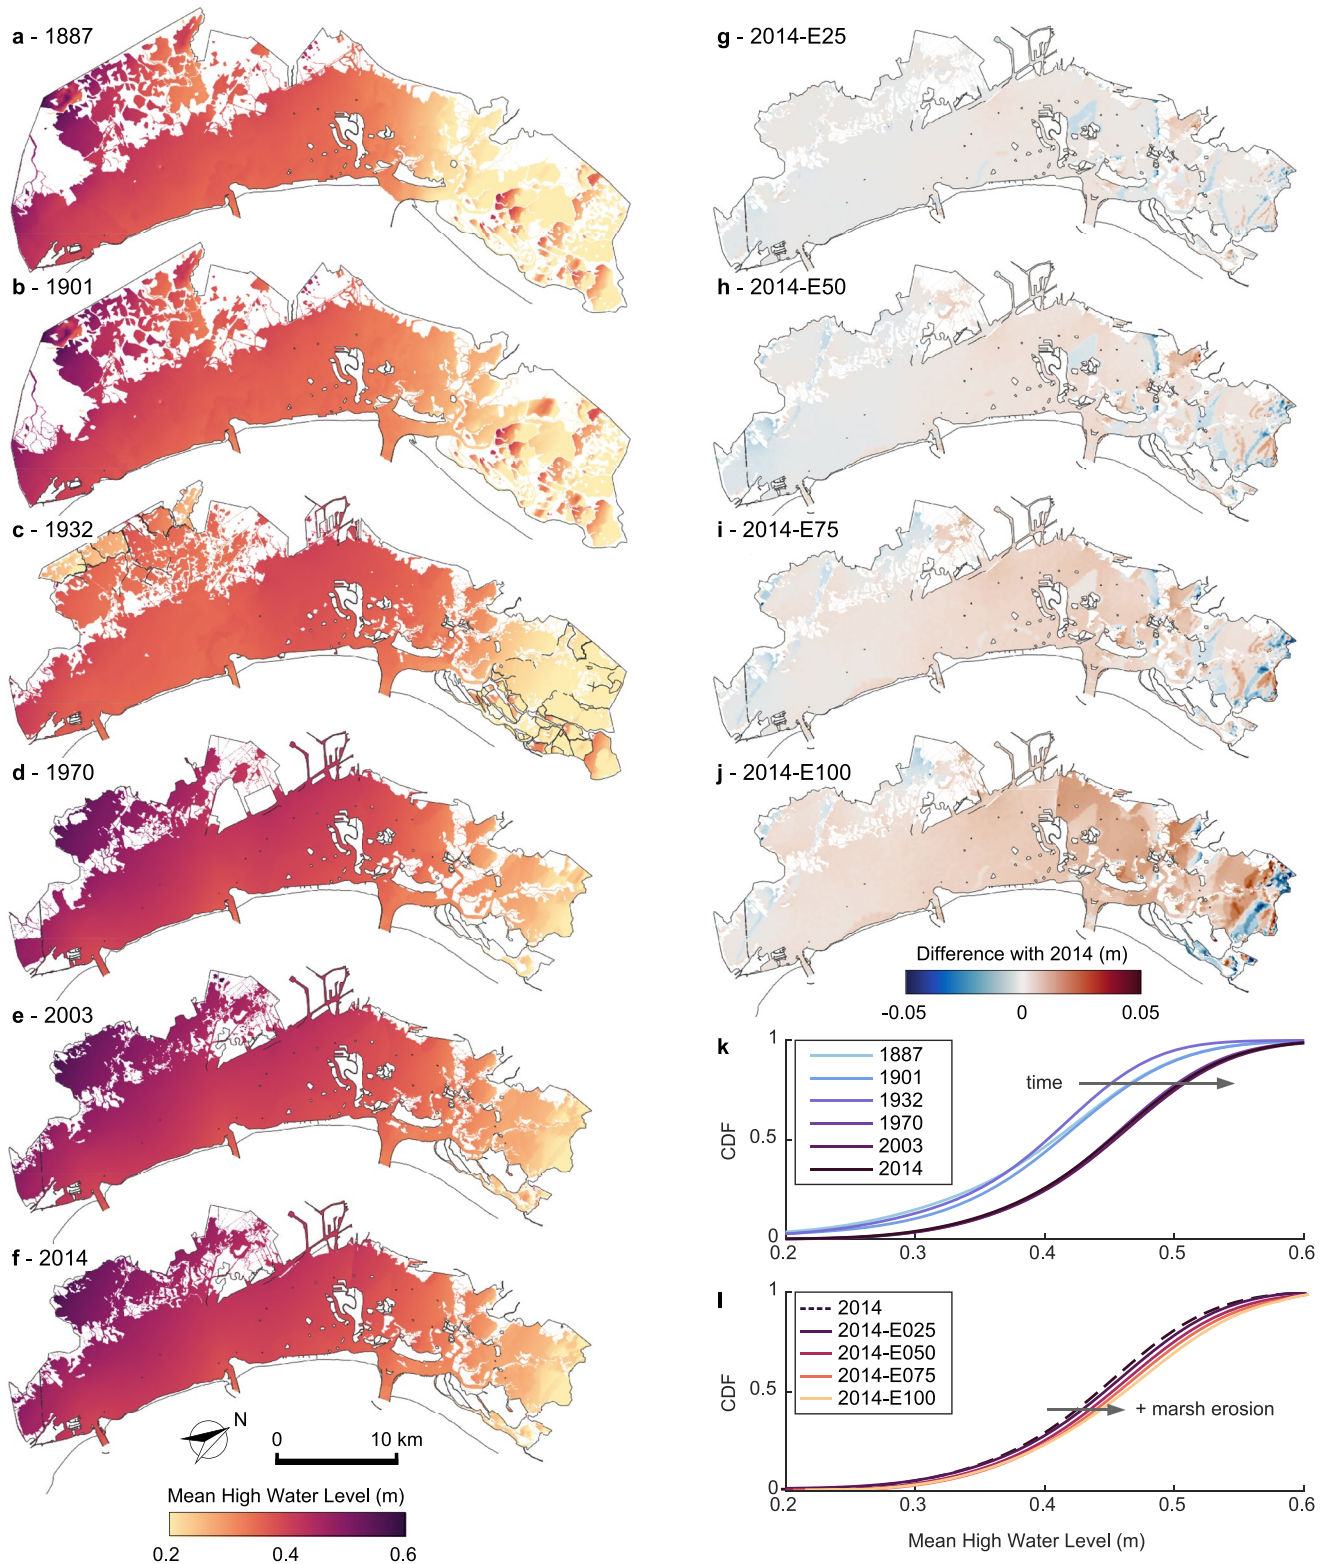 a - 1887
b - 1901
c - 1932
d - 1970
e - 2003
f - 2014
N
0 10 km
Mean High Water Level (m)
0.2 0.4 0.6
g - 2014-E25
h - 2014-E50
i - 2014-E75
j - 2014-E100
Difference with 2014 (m)
-0.05 0 0.05
k
1
0.5
0
CDF
1887
1901
1932
1970
2003
2014
time
0.2 0.3 0.4 0.5 0.6
l
1
0.5
0
CDF
2014
2014-E025
2014-E050
2014-E075
2014-E100
+ marsh erosion
0.2 0.3 0.4 0.5 0.6
Mean High Water Level (m)